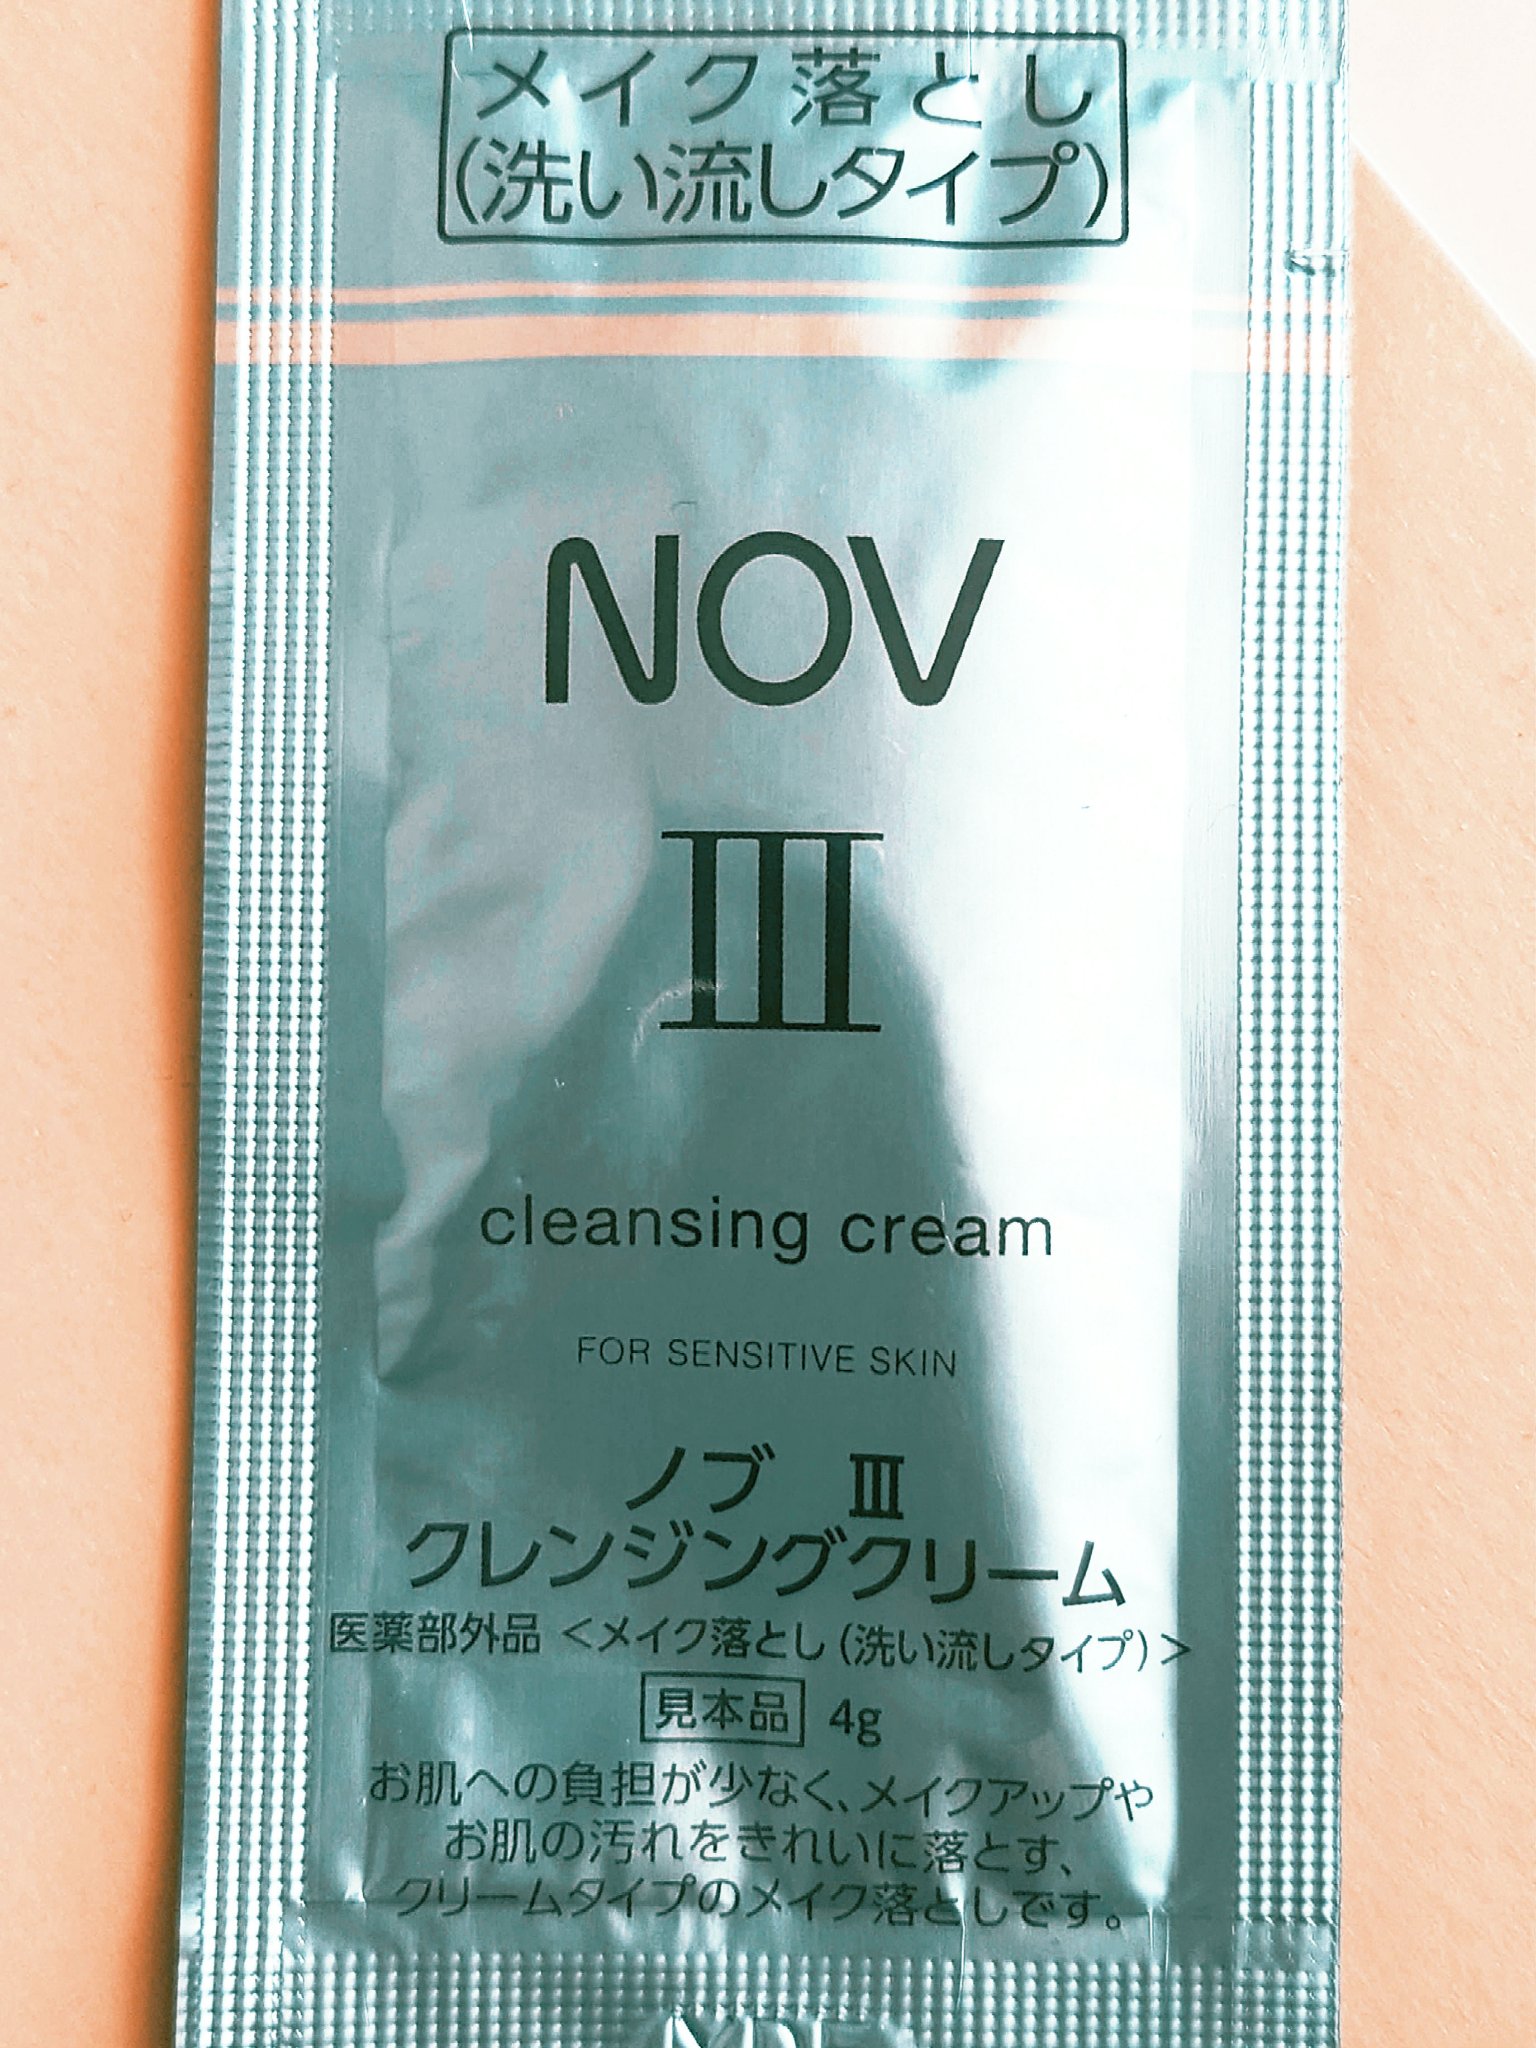 メイク落とし
(洗い流しタイプ)
NOV
III
cleansing cream
FOR SENSITIVE SKIN
ノブ III
クレンジングクリーム
医薬部外品 <メイク落とし(洗い流しタイプ)>
見本品 4g
お肌への負担が少なく、メイクアップや
お肌の汚れをきれいに落とす、
クリームタイプのメイク落としです。